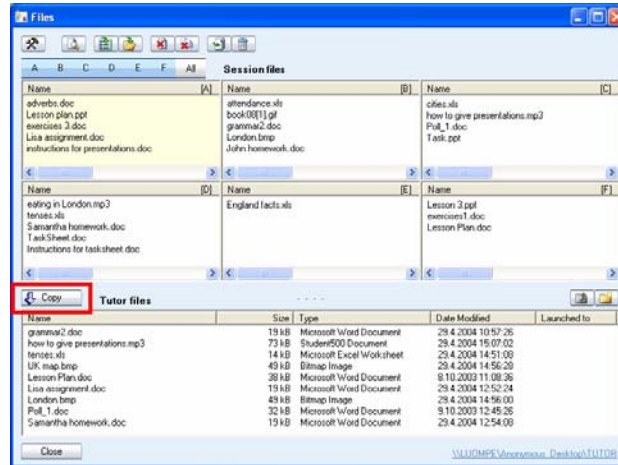 Files
A B C D E F All Session files
Name [A] Name [B] Name [C]
adverbs.doc
Lesson plan.ppt
exercises 3.doc
Lisa assignment.doc
instructions for presentations.doc
attendance.xls
book08[1].gif
grammar2.doc
London.bmp
John homework.doc
cities.xls
how to give presentations.mp3
Poll_1.doc
Task.ppt
Name [D] Name [E] Name [F]
eating in London.mp3
tenses.xls
Samantha homework.doc
TaskSheet.doc
Instructions for tasksheet.doc
England facts.xls
Lesson 3.ppt
exercises1.doc
Lesson Plan.doc
Copy Tutor files
Name Size Type Date Modified Launched to
grammar2.doc 19 kB Microsoft Word Document 29.4.2004 10:57:26
how to give presentations.mp3 73 kB Student500 Document 29.4.2004 15:07:02
tenses.xls 14 kB Microsoft Excel Worksheet 29.4.2004 14:51:08
UK map.bmp 49 kB Bitmap Image 29.4.2004 14:56:28
Lesson Plan.doc 38 kB Microsoft Word Document 8.10.2003 11:08:36
Lisa assignment.doc 19 kB Microsoft Word Document 29.4.2004 12:52:24
London.bmp 49 kB Bitmap Image 29.4.2004 14:56:00
Poll_1.doc 32 kB Microsoft Word Document 9.10.2003 12:45:26
Samantha homework.doc 19 kB Microsoft Word Document 29.4.2004 12:54:08
Close \\LUOMPE\Anonymous_Desktop\TUTOR